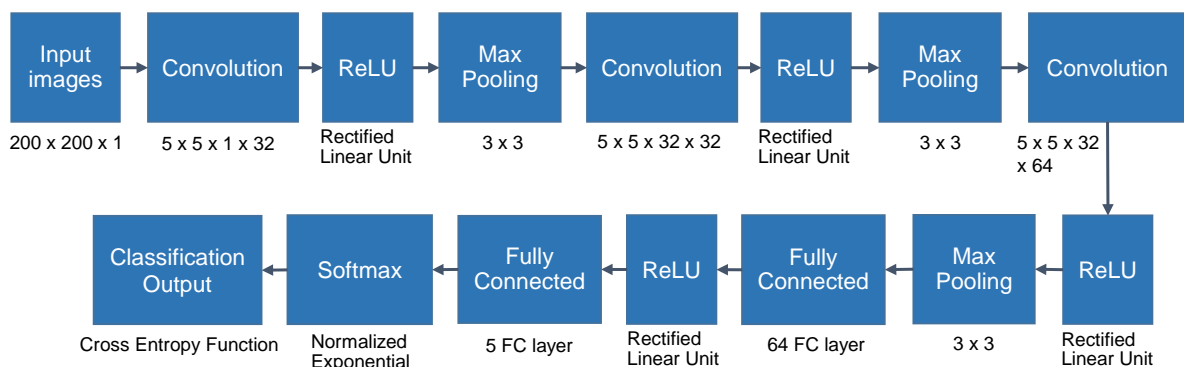 Input
images
Convolution
ReLU
Max
Pooling
Convolution
ReLU
Max
Pooling
Convolution
200 x 200 x 1
5 x 5 x 1 x 32
Rectified
Linear Unit
3 x 3
5 x 5 x 32 x 32
Rectified
Linear Unit
3 x 3
5 x 5 x 32
x 64
Classification
Output
Softmax
Fully
Connected
ReLU
Fully
Connected
Max
Pooling
ReLU
Cross Entropy Function
Normalized
Exponential
5 FC layer
Rectified
Linear Unit
64 FC layer
3 x 3
Rectified
Linear Unit